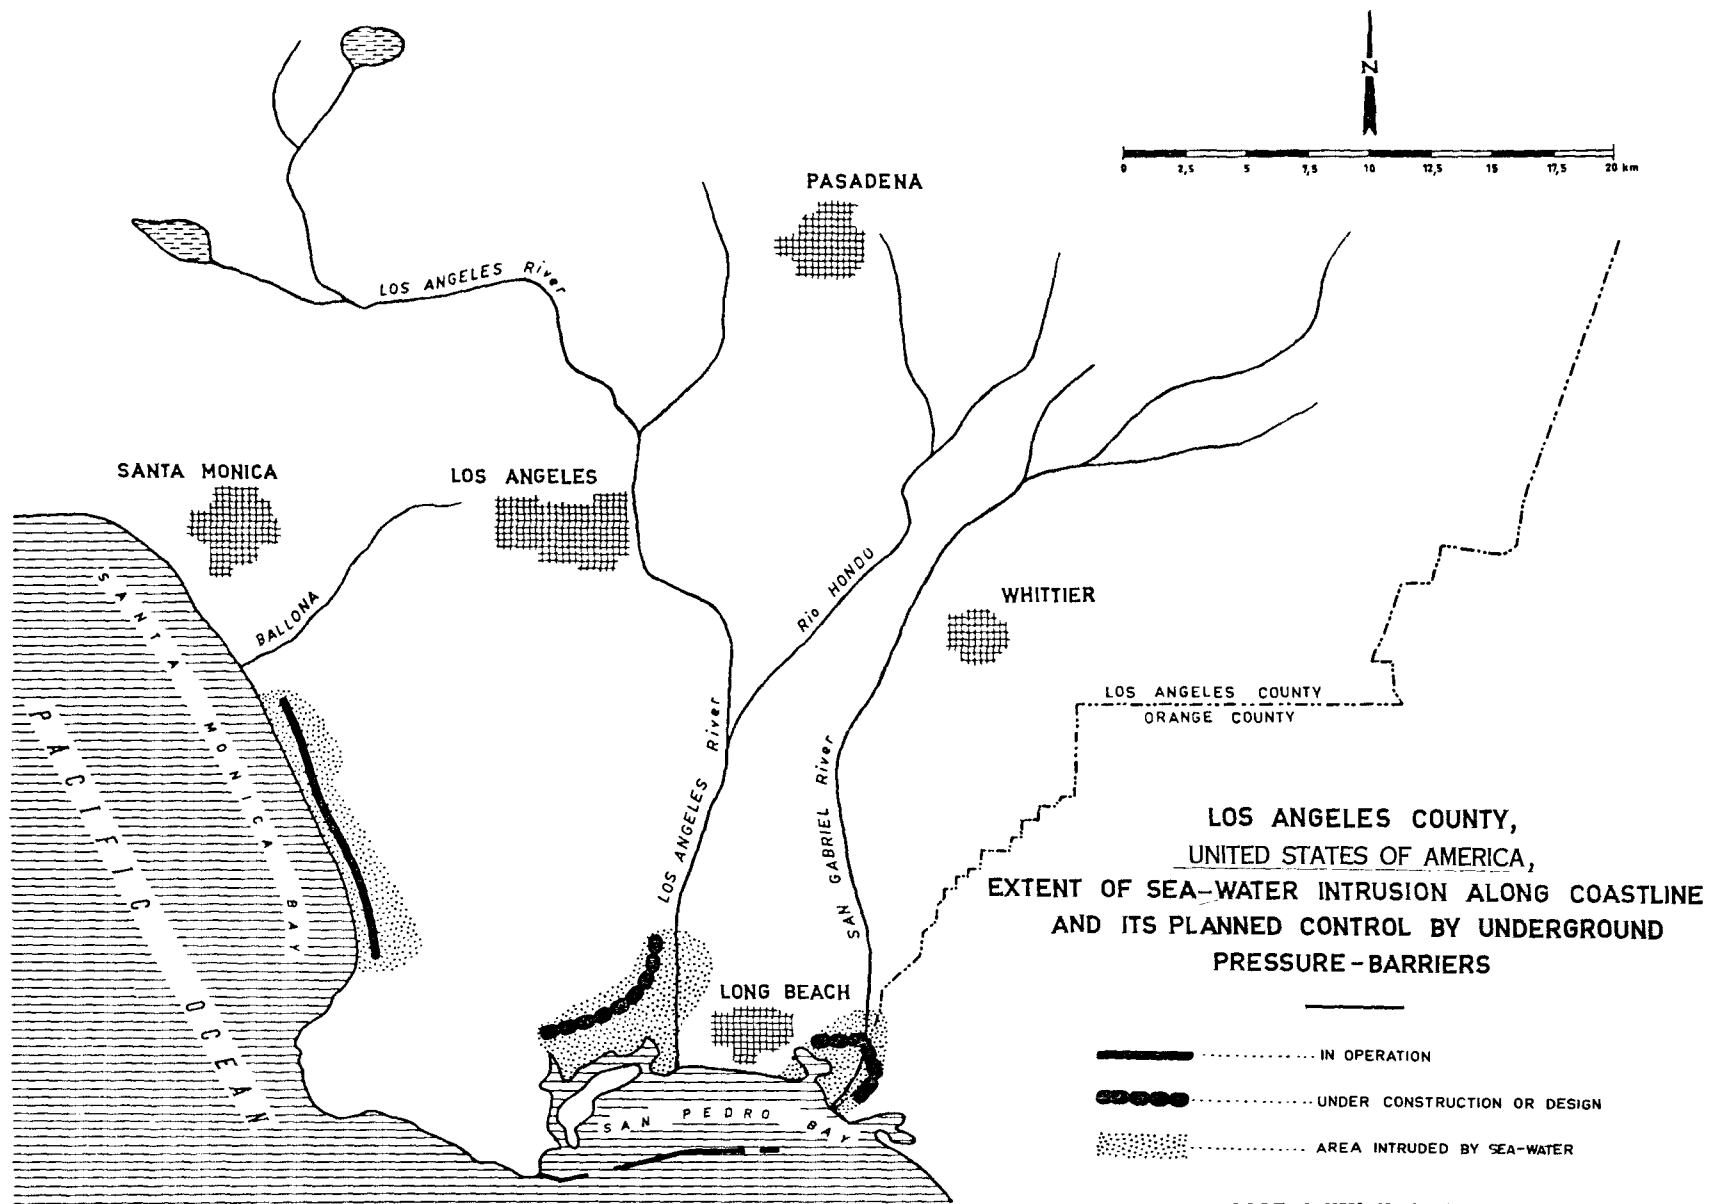 N
0 2,5 5 7,5 10 12,5 15 17,5 20 km
PASADENA
LOS ANGELES River
SANTA MONICA
LOS ANGELES
BALLONA
Rio HONDO
WHITTIER
SANTA MONICA BAY
PACIFIC OCEAN
LOS ANGELES River
SAN GABRIEL River
LOS ANGELES COUNTY
ORANGE COUNTY
LONG BEACH
SAN PEDRO BAY
LOS ANGELES COUNTY,
UNITED STATES OF AMERICA,
EXTENT OF SEA-WATER INTRUSION ALONG COASTLINE
AND ITS PLANNED CONTROL BY UNDERGROUND
PRESSURE-BARRIERS
IN OPERATION
UNDER CONSTRUCTION OR DESIGN
AREA INTRUDED BY SEA-WATER